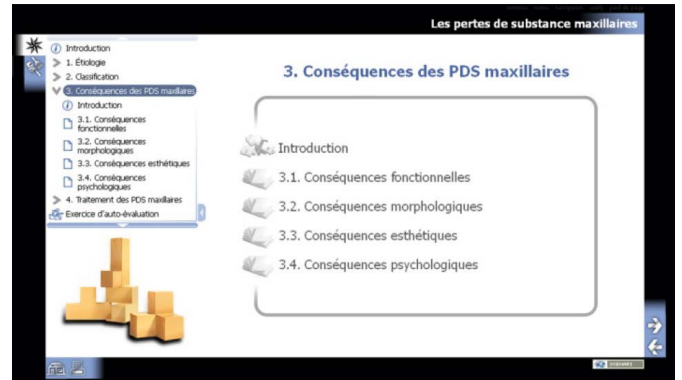 Les pertes de substance maxillaires
Introduction
1. Étiologie
2. Classification
3. Conséquences des PDS maxillaires
Introduction
3.1. Conséquences
fonctionnelles
3.2. Conséquences
morphologiques
3.3. Conséquences esthétiques
3.4. Conséquences
psychologiques
4. Traitement des PDS maxillaires
Exercice d'auto-évaluation
3. Conséquences des PDS maxillaires
Introduction
3.1. Conséquences fonctionnelles
3.2. Conséquences morphologiques
3.3. Conséquences esthétiques
3.4. Conséquences psychologiques